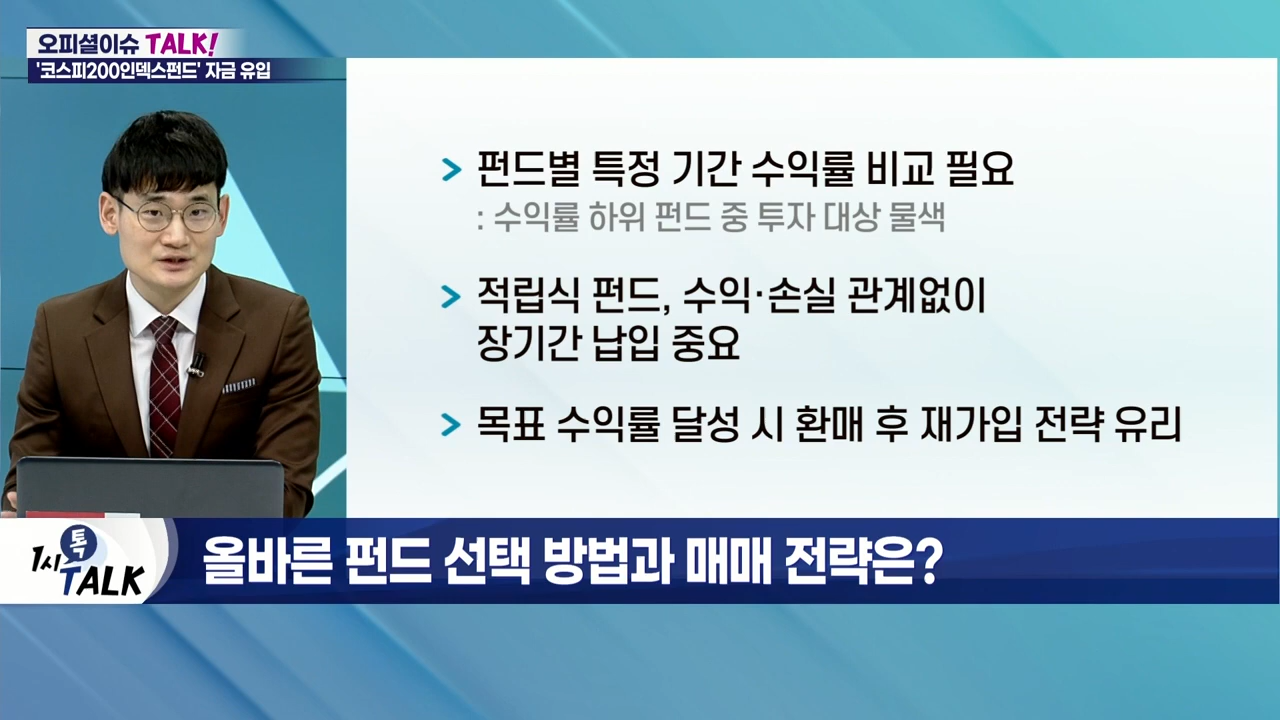 오피셜이슈 TALK!
'코스피200인덱스펀드' 자금 유입
> 펀드별 특정 기간 수익률 비교 필요
: 수익률 하위 펀드 중 투자 대상 물색
> 적립식 펀드, 수익·손실 관계없이
장기간 납입 중요
> 목표 수익률 달성 시 환매 후 재가입 전략 유리
1시 톡 TALK
올바른 펀드 선택 방법과 매매 전략은?